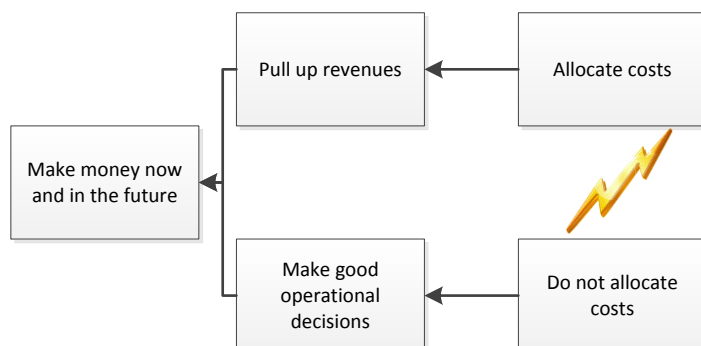 Pull up revenues
Allocate costs
Make money now
and in the future
Make good
operational
decisions
Do not allocate
costs